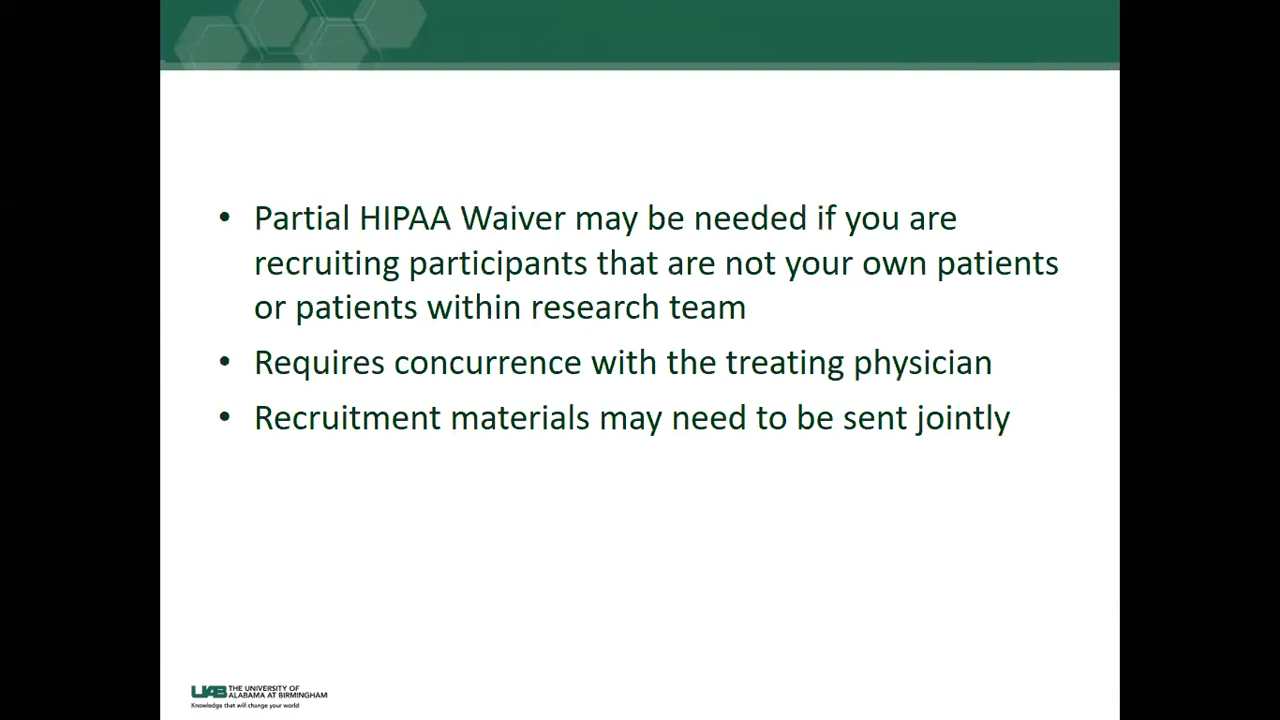 • Partial HIPAA Waiver may be needed if you are
recruiting participants that are not your own patients
or patients within research team
• Requires concurrence with the treating physician
• Recruitment materials may need to be sent jointly
UAB THE UNIVERSITY OF
ALABAMA AT BIRMINGHAM
Knowledge that will change your world